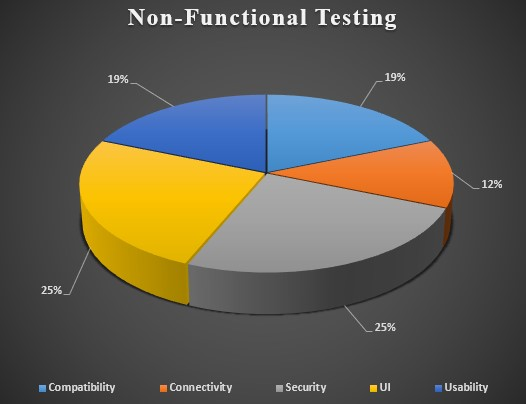 Non-Functional Testing
19%
19%
12%
25%
25%
Compatibility
Connectivity
Security
UI
Usability